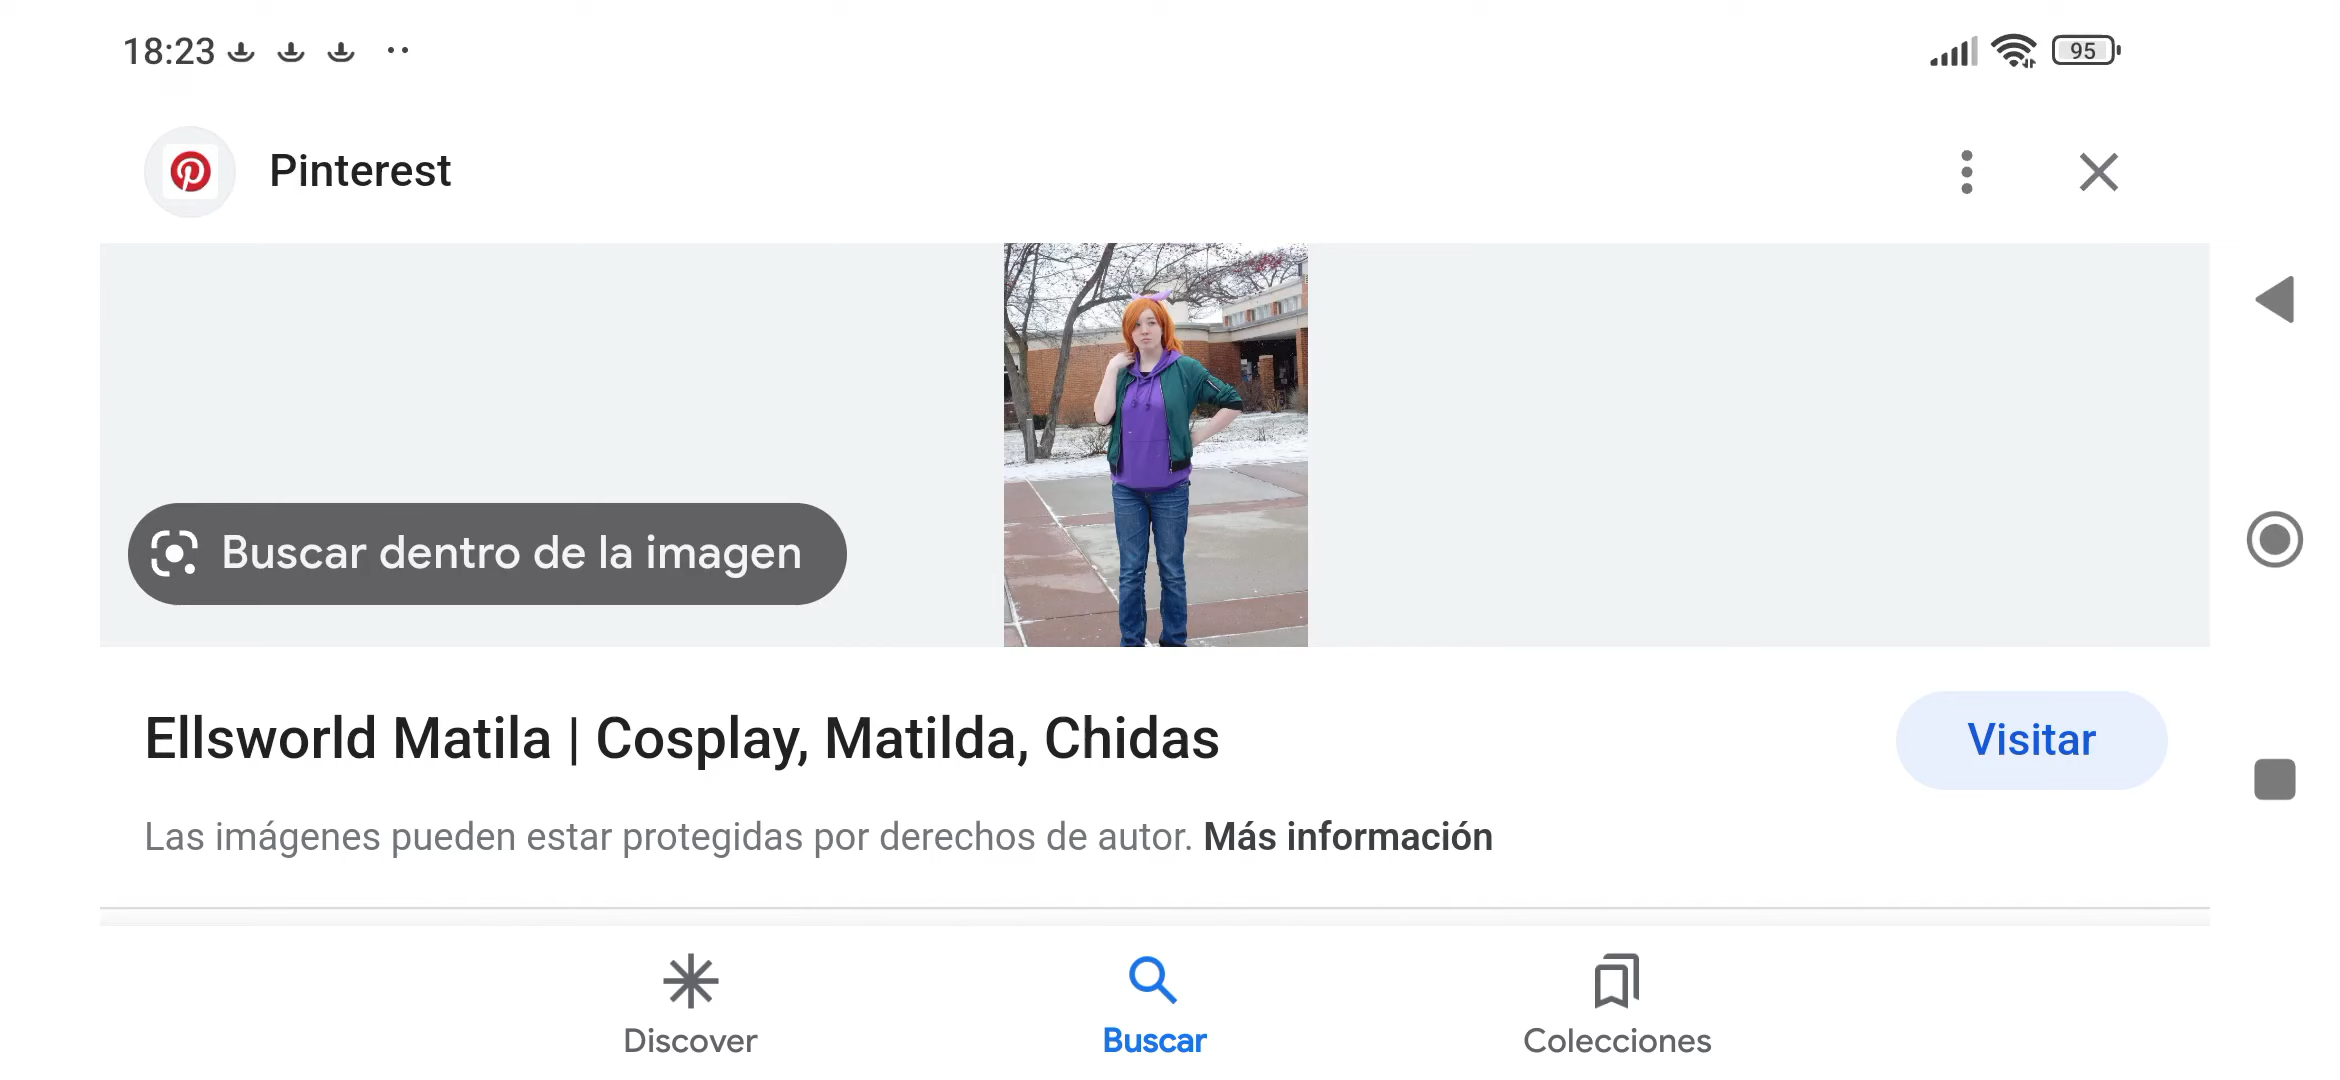 18:23
95
Pinterest
Buscar dentro de la imagen
Ellsworld Matila | Cosplay, Matilda, Chidas
Visitar
Las imágenes pueden estar protegidas por derechos de autor. Más información
Discover
Buscar
Colecciones